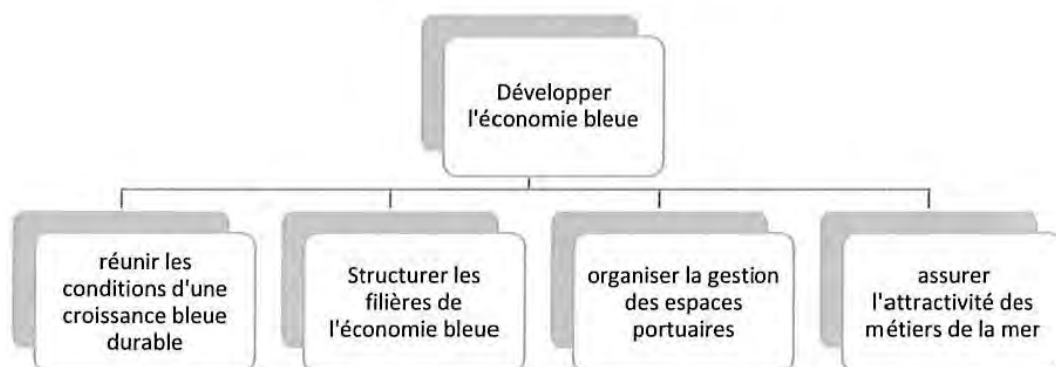 Développer
l'économie bleue
réunir les
conditions d'une
croissance bleue
durable
Structurer les
filières de
l'économie bleue
organiser la gestion
des espaces
portuaires
assurer
l'attractivité des
métiers de la mer